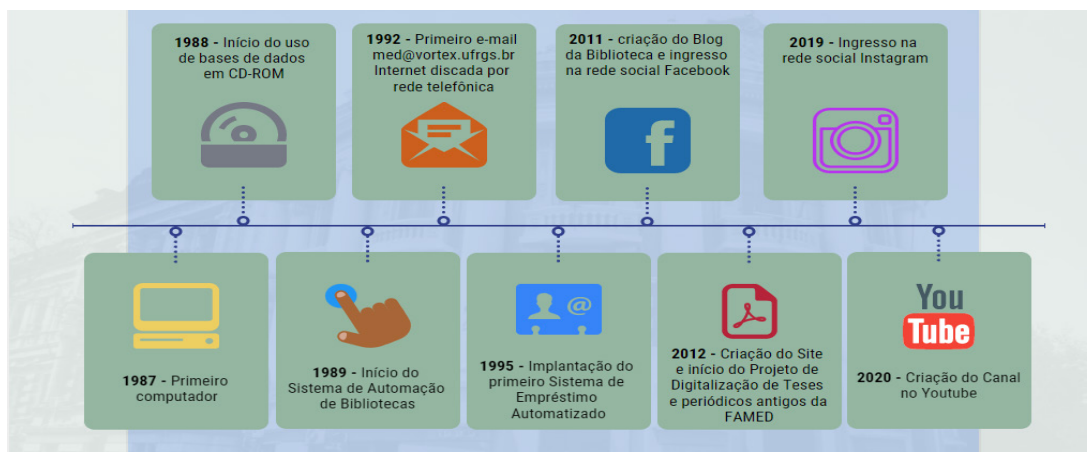 1988 - Início do uso
de bases de dados
em CD-ROM
1992 - Primeiro e-mail
med@vortex.ufrgs.br
Internet discada por
rede telefônica
2011 - criação do Blog
da Biblioteca e ingresso
na rede social Facebook
f
2019 - Ingresso na
rede social Instagram
1987 - Primeiro
computador
1989 - Início do
Sistema de Automação
de Bibliotecas
@
1995 - Implantação do
primeiro Sistema de
Empréstimo
Automatizado
2012 - Criação do Site
e início do Projeto de
Digitalização de Teses
e periódicos antigos da
FAMED
You
Tube
2020 - Criação do Canal
no Youtube